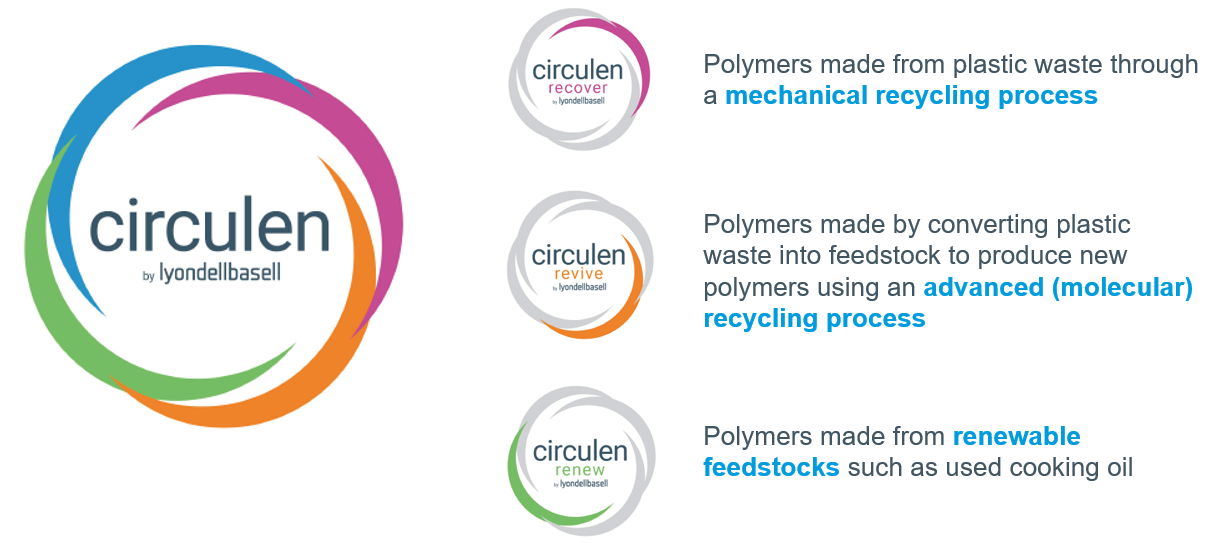 circulen
by lyondellbasell
circulen
recover
by lyondellbasell
Polymers made from plastic waste through
a mechanical recycling process
circulen
revive
by lyondellbasell
Polymers made by converting plastic
waste into feedstock to produce new
polymers using an advanced (molecular)
recycling process
circulen
renew
by lyondellbasell
Polymers made from renewable
feedstocks such as used cooking oil